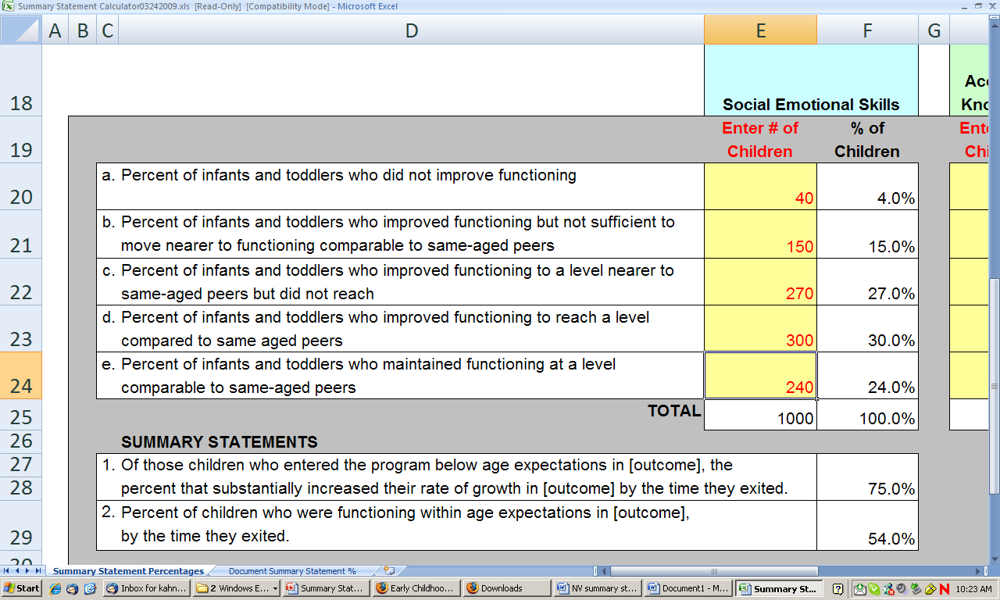 Summary Statement Calculator03242009.xls [Read-Only] [Compatibility Mode] - Microsoft Excel
A B C D E F G
18 Social Emotional Skills
19 Enter # of Children % of Children
20 a. Percent of infants and toddlers who did not improve functioning 40 4.0%
21 b. Percent of infants and toddlers who improved functioning but not sufficient to
move nearer to functioning comparable to same-aged peers 150 15.0%
22 c. Percent of infants and toddlers who improved functioning to a level nearer to
same-aged peers but did not reach 270 27.0%
23 d. Percent of infants and toddlers who improved functioning to reach a level
compared to same aged peers 300 30.0%
24 e. Percent of infants and toddlers who maintained functioning at a level
comparable to same-aged peers 240 24.0%
25 TOTAL 1000 100.0%
26 SUMMARY STATEMENTS
27 1. Of those children who entered the program below age expectations in [outcome], the
28 percent that substantially increased their rate of growth in [outcome] by the time they exited. 75.0%
2. Percent of children who were functioning within age expectations in [outcome],
29 by the time they exited. 54.0%
Summary Statement Percentages Document Summary Statement %
Start Inbox for kahn... 2 Windows E... Summary Stat... Early Childhoo... Downloads NV summary st... Document1 - M... Summary St... 10:23 AM